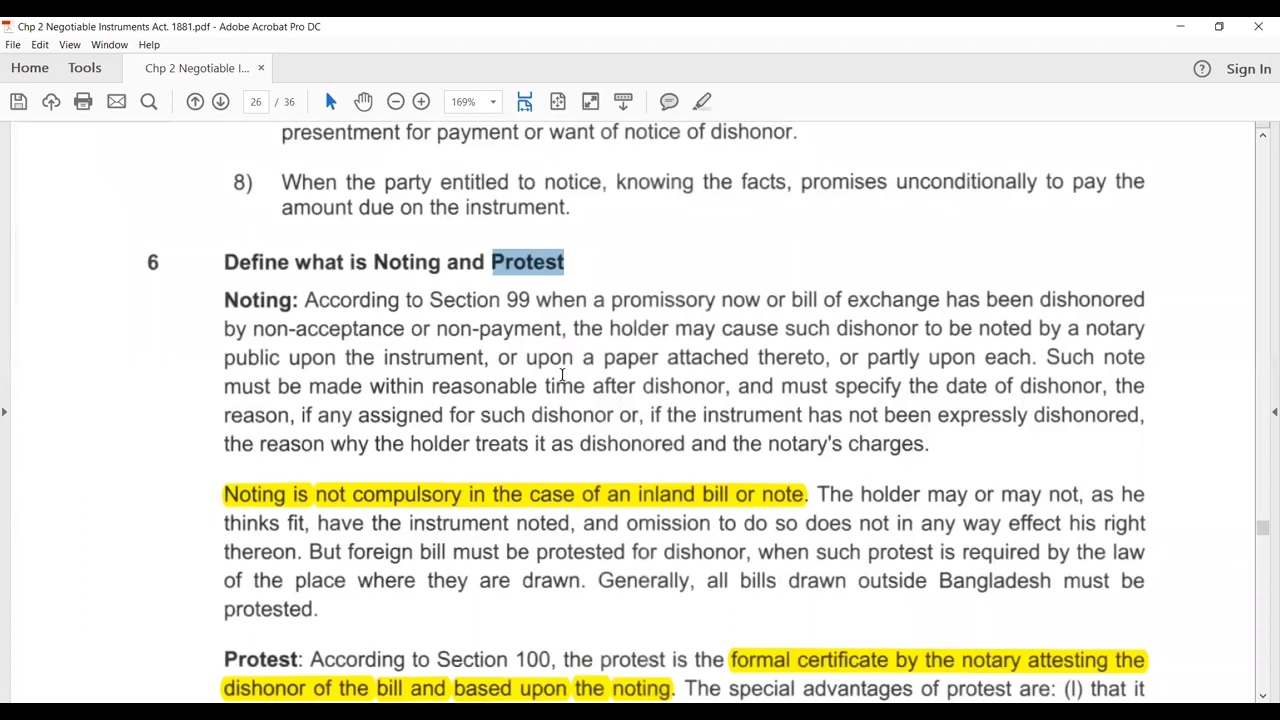 Chp 2 Negotiable Instruments Act. 1881.pdf - Adobe Acrobat Pro DC
File Edit View Window Help
Home Tools Chp 2 Negotiable I... × Sign In
26 / 36 169%
presentment for payment or want of notice of dishonor.
8) When the party entitled to notice, knowing the facts, promises unconditionally to pay the
amount due on the instrument.
6 Define what is Noting and Protest
Noting: According to Section 99 when a promissory now or bill of exchange has been dishonored
by non-acceptance or non-payment, the holder may cause such dishonor to be noted by a notary
public upon the instrument, or upon a paper attached thereto, or partly upon each. Such note
must be made within reasonable time after dishonor, and must specify the date of dishonor, the
reason, if any assigned for such dishonor or, if the instrument has not been expressly dishonored,
the reason why the holder treats it as dishonored and the notary's charges.
Noting is not compulsory in the case of an inland bill or note. The holder may or may not, as he
thinks fit, have the instrument noted, and omission to do so does not in any way effect his right
thereon. But foreign bill must be protested for dishonor, when such protest is required by the law
of the place where they are drawn. Generally, all bills drawn outside Bangladesh must be
protested.
Protest: According to Section 100, the protest is the formal certificate by the notary attesting the
dishonor of the bill and based upon the noting. The special advantages of protest are: (I) that it